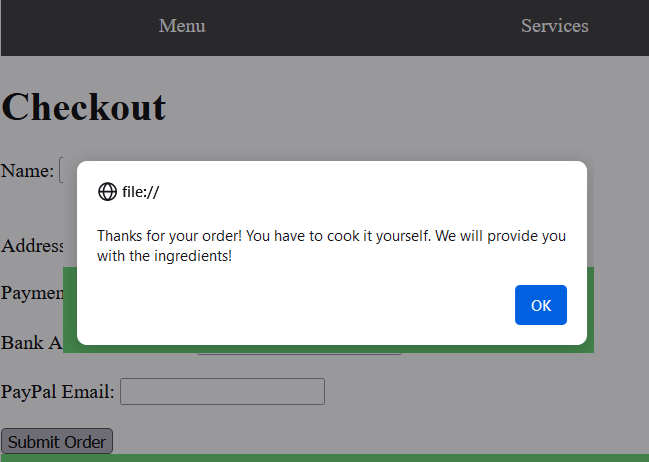 Menu Services
Checkout
Name:
file://
Thanks for your order! You have to cook it yourself. We will provide you
with the ingredients!
Address
Paymen
OK
Bank A
PayPal Email:
Submit Order